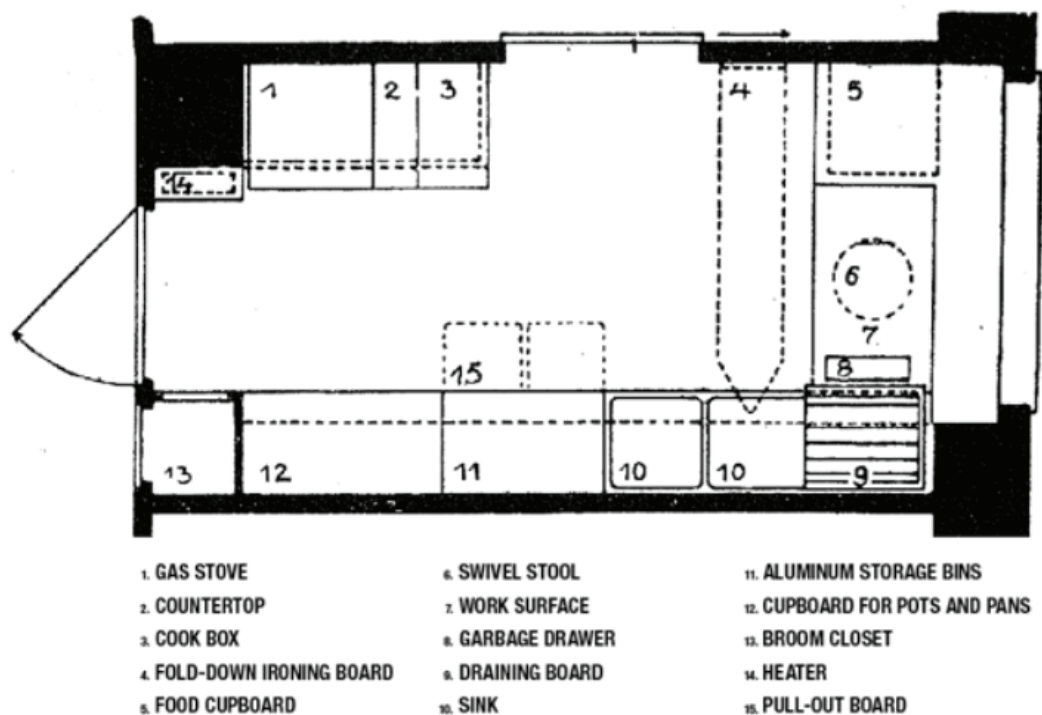 1 2 3 4 5
14
6
7
15 8
13 12 11 10 10 9
1. GAS STOVE
2. COUNTERTOP
3. COOK BOX
4. FOLD-DOWN IRONING BOARD
5. FOOD CUPBOARD
6. SWIVEL STOOL
7. WORK SURFACE
8. GARBAGE DRAWER
9. DRAINING BOARD
10. SINK
11. ALUMINUM STORAGE BINS
12. CUPBOARD FOR POTS AND PANS
13. BROOM CLOSET
14. HEATER
15. PULL-OUT BOARD